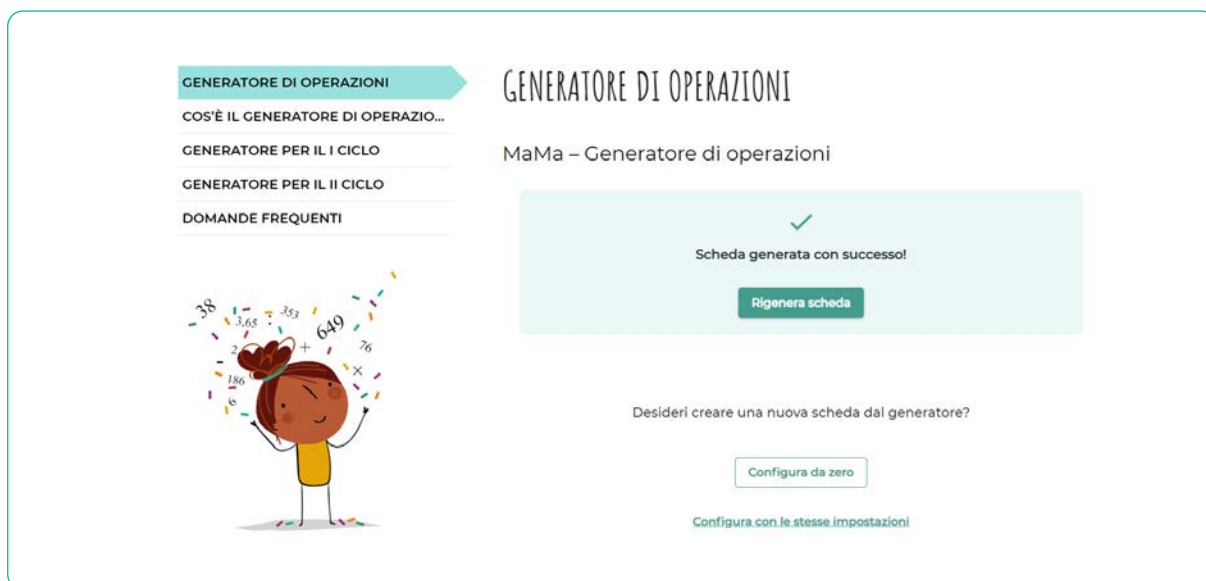 GENERATORE DI OPERAZIONI
COS'È IL GENERATORE DI OPERAZIO...
GENERATORE PER IL I CICLO
GENERATORE PER IL II CICLO
DOMANDE FREQUENTI
38
3,65
:
353
+
649
2
76
×
-
186
6
GENERATORE DI OPERAZIONI
MaMa – Generatore di operazioni
Scheda generata con successo!
Rigenera scheda
Desideri creare una nuova scheda dal generatore?
Configura da zero
Configura con le stesse impostazioni